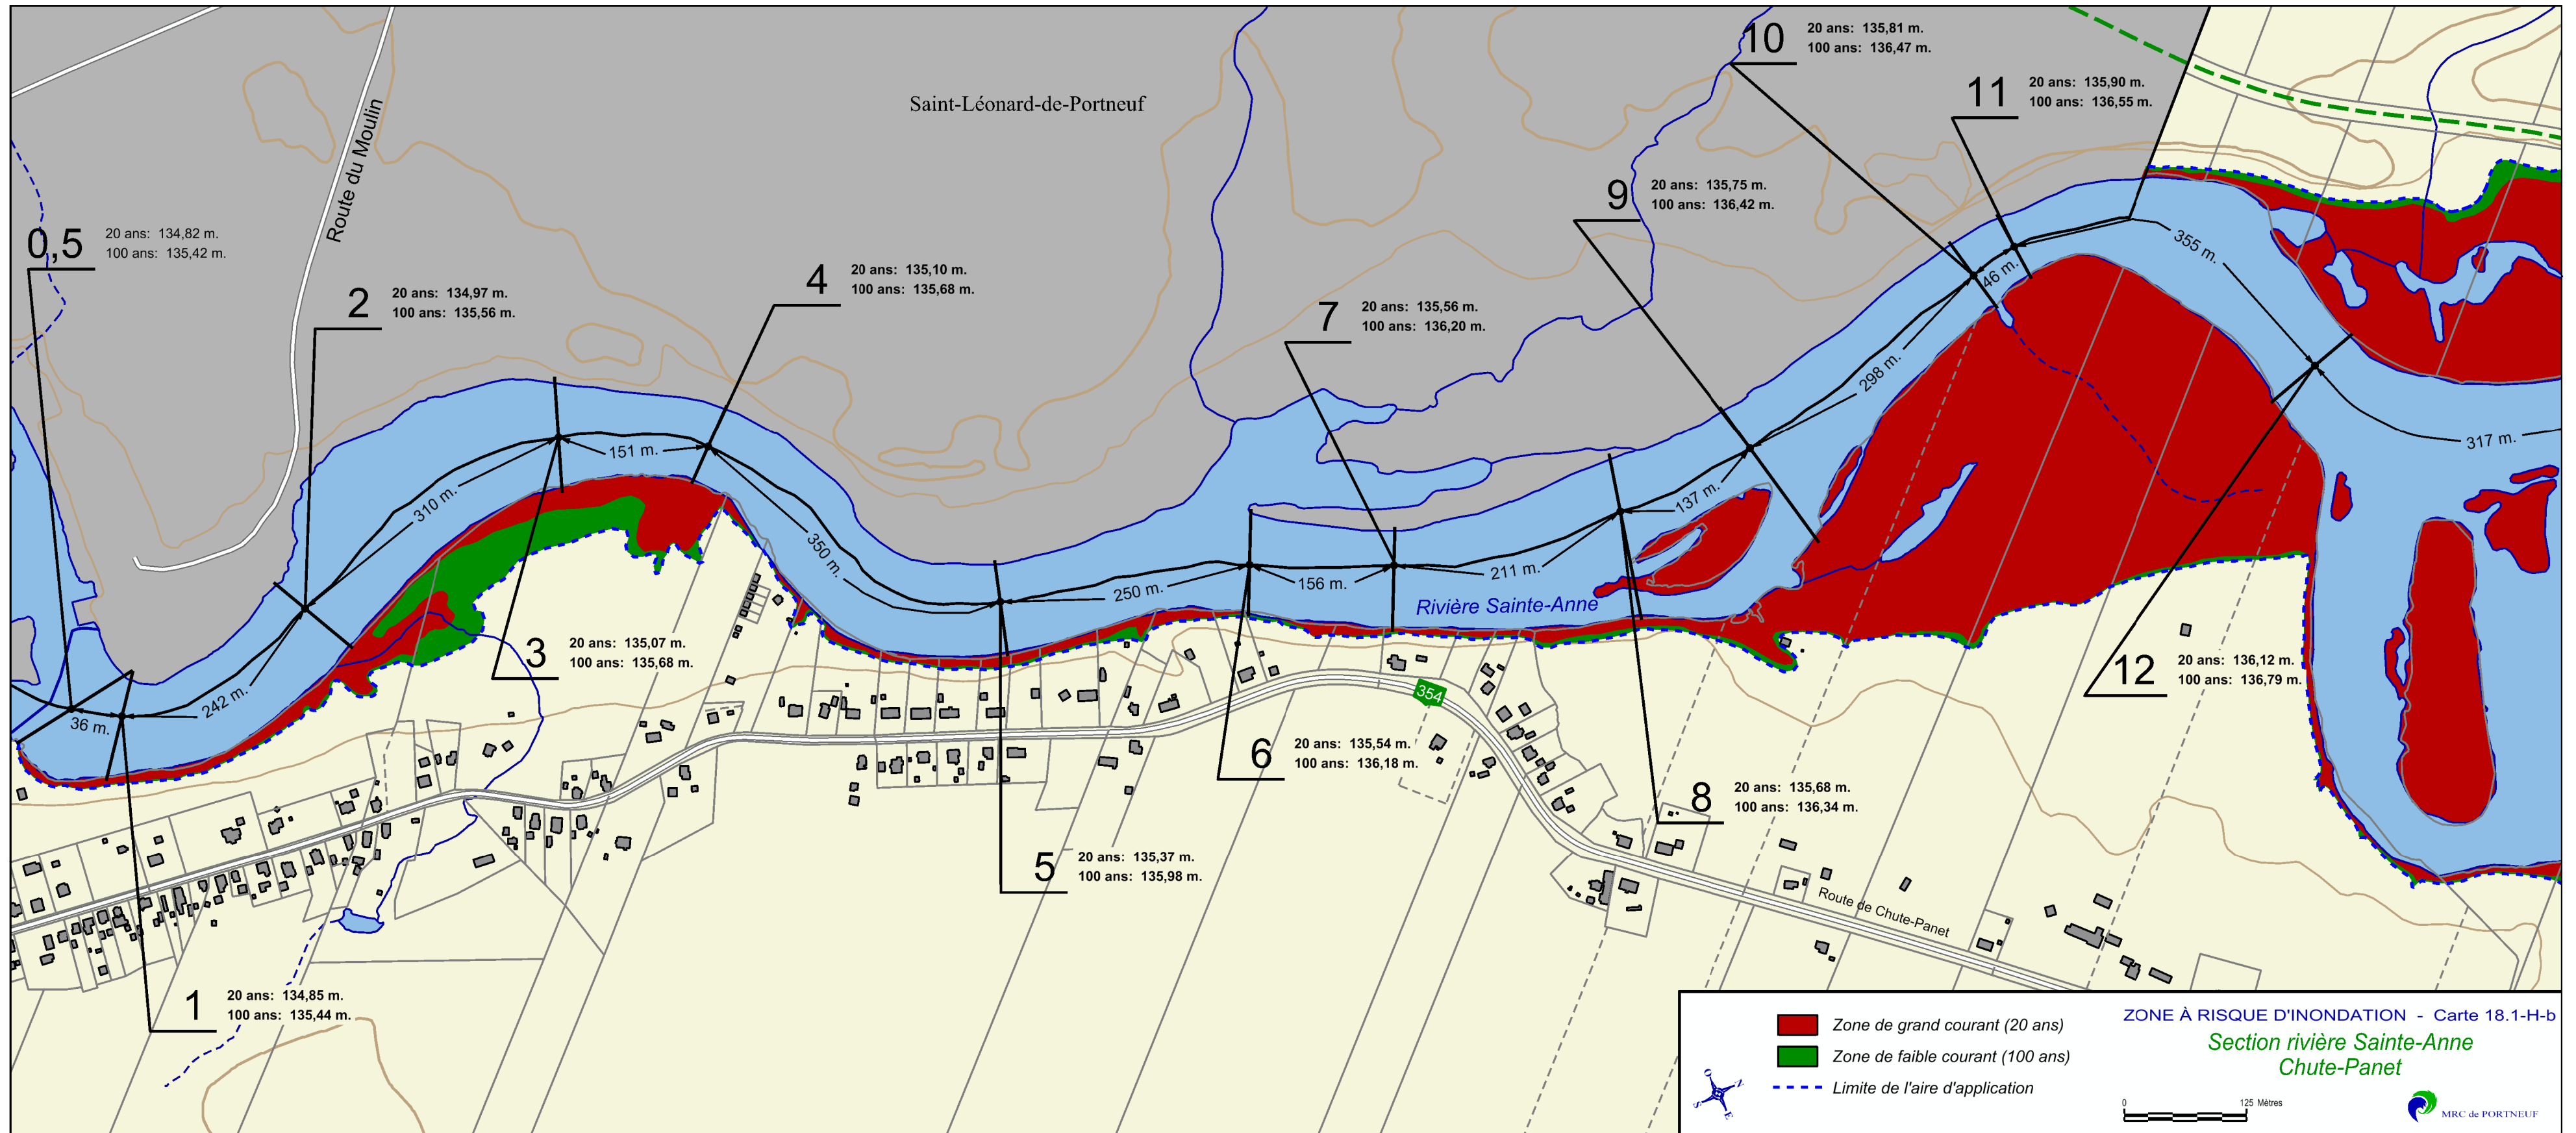 10
20 ans: 135,81 m.
100 ans: 136,47 m.
11
20 ans: 135,90 m.
100 ans: 136,55 m.
Saint-Léonard-de-Portneuf
Route du Moulin
9
20 ans: 135,75 m.
100 ans: 136,42 m.
0,5
20 ans: 134,82 m.
100 ans: 135,42 m.
355 m.
46 m.
4
20 ans: 135,10 m.
100 ans: 135,68 m.
2
20 ans: 134,97 m.
100 ans: 135,56 m.
7
20 ans: 135,56 m.
100 ans: 136,20 m.
298 m.
317 m.
151 m.
310 m.
137 m.
350 m.
211 m.
156 m.
250 m.
Rivière Sainte-Anne
3
20 ans: 135,07 m.
100 ans: 135,68 m.
12
20 ans: 136,12 m.
100 ans: 136,79 m.
354
242 m.
36 m.
6
20 ans: 135,54 m.
100 ans: 136,18 m.
8
20 ans: 135,68 m.
100 ans: 136,34 m.
5
20 ans: 135,37 m.
100 ans: 135,98 m.
Route de Chute-Panet
1
20 ans: 134,85 m.
100 ans: 135,44 m.
Zone de grand courant (20 ans)
Zone de faible courant (100 ans)
Limite de l'aire d'application
O
N
S
E
ZONE À RISQUE D'INONDATION - Carte 18.1-H-b
Section rivière Sainte-Anne
Chute-Panet
0 125 Mètres
MRC de PORTNEUF